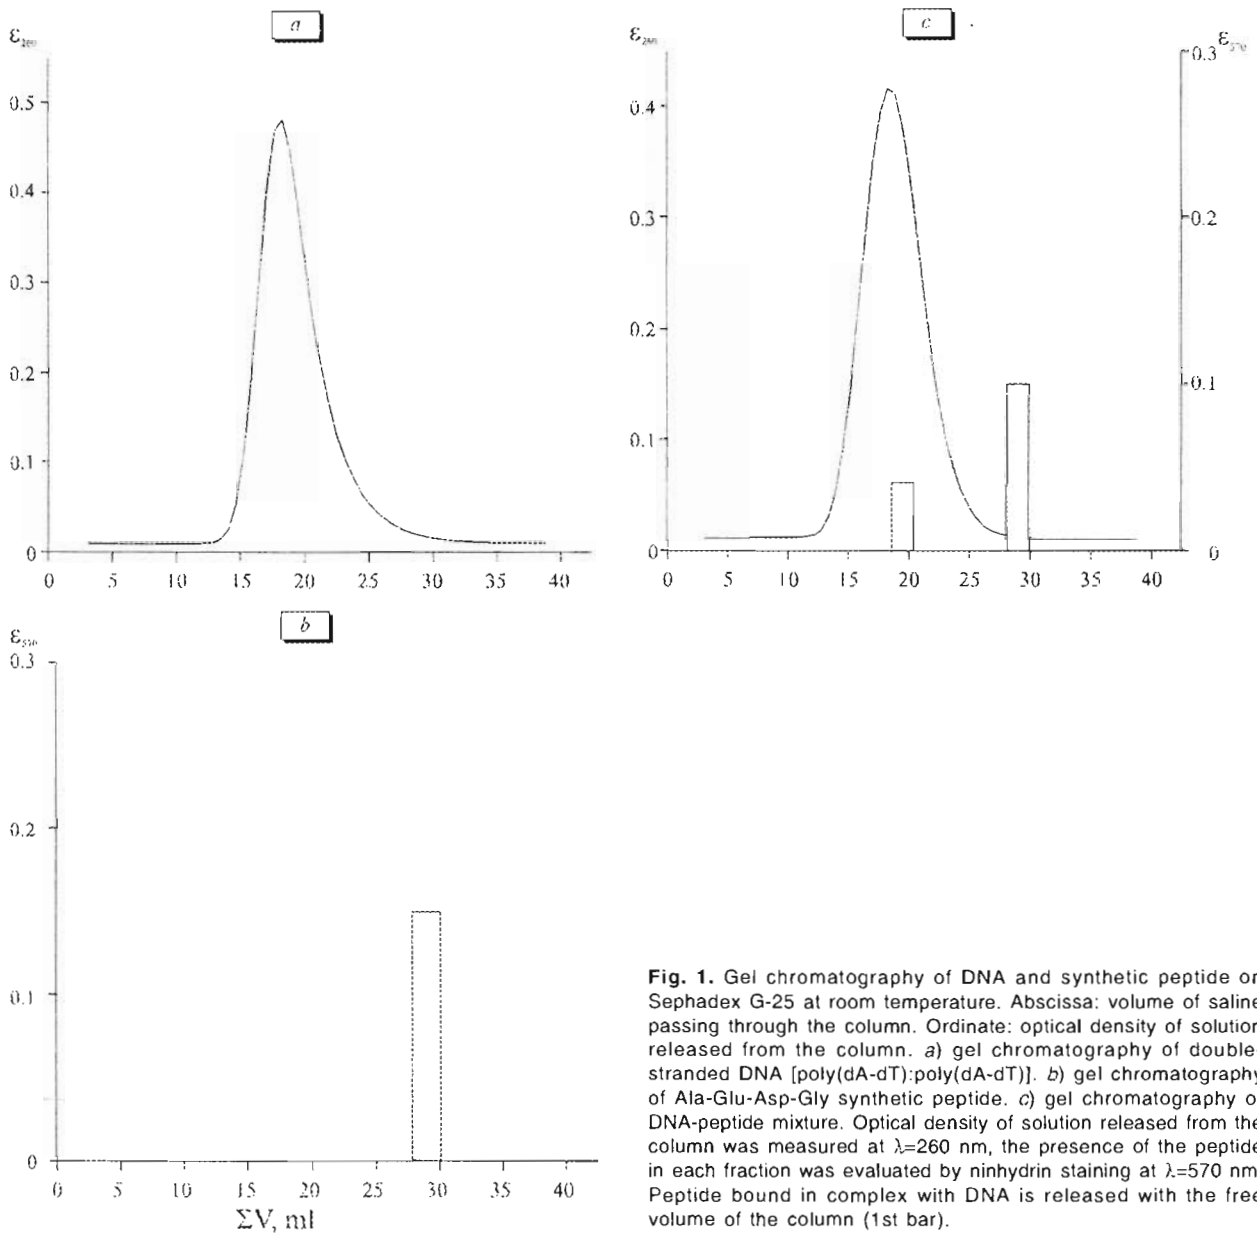 a
ε260
0.5
0.4
0.3
0.2
0.1
0
0 5 10 15 20 25 30 35 40
c
ε260
0.4
0.3
0.2
0.1
0
0 5 10 15 20 25 30 35 40
ε570
0.3
0.2
0.1
0
b
ε570
0.3
0.2
0.1
0
0 5 10 15 20 25 30 35 40
ΣV, ml
Fig. 1. Gel chromatography of DNA and synthetic peptide on
Sephadex G-25 at room temperature. Abscissa: volume of saline
passing through the column. Ordinate: optical density of solution
released from the column. a) gel chromatography of double-
stranded DNA [poly(dA-dT):poly(dA-dT)]. b) gel chromatography
of Ala-Glu-Asp-Gly synthetic peptide. c) gel chromatography of
DNA-peptide mixture. Optical density of solution released from the
column was measured at λ=260 nm, the presence of the peptide
in each fraction was evaluated by ninhydrin staining at λ=570 nm
Peptide bound in complex with DNA is released with the free
volume of the column (1st bar).